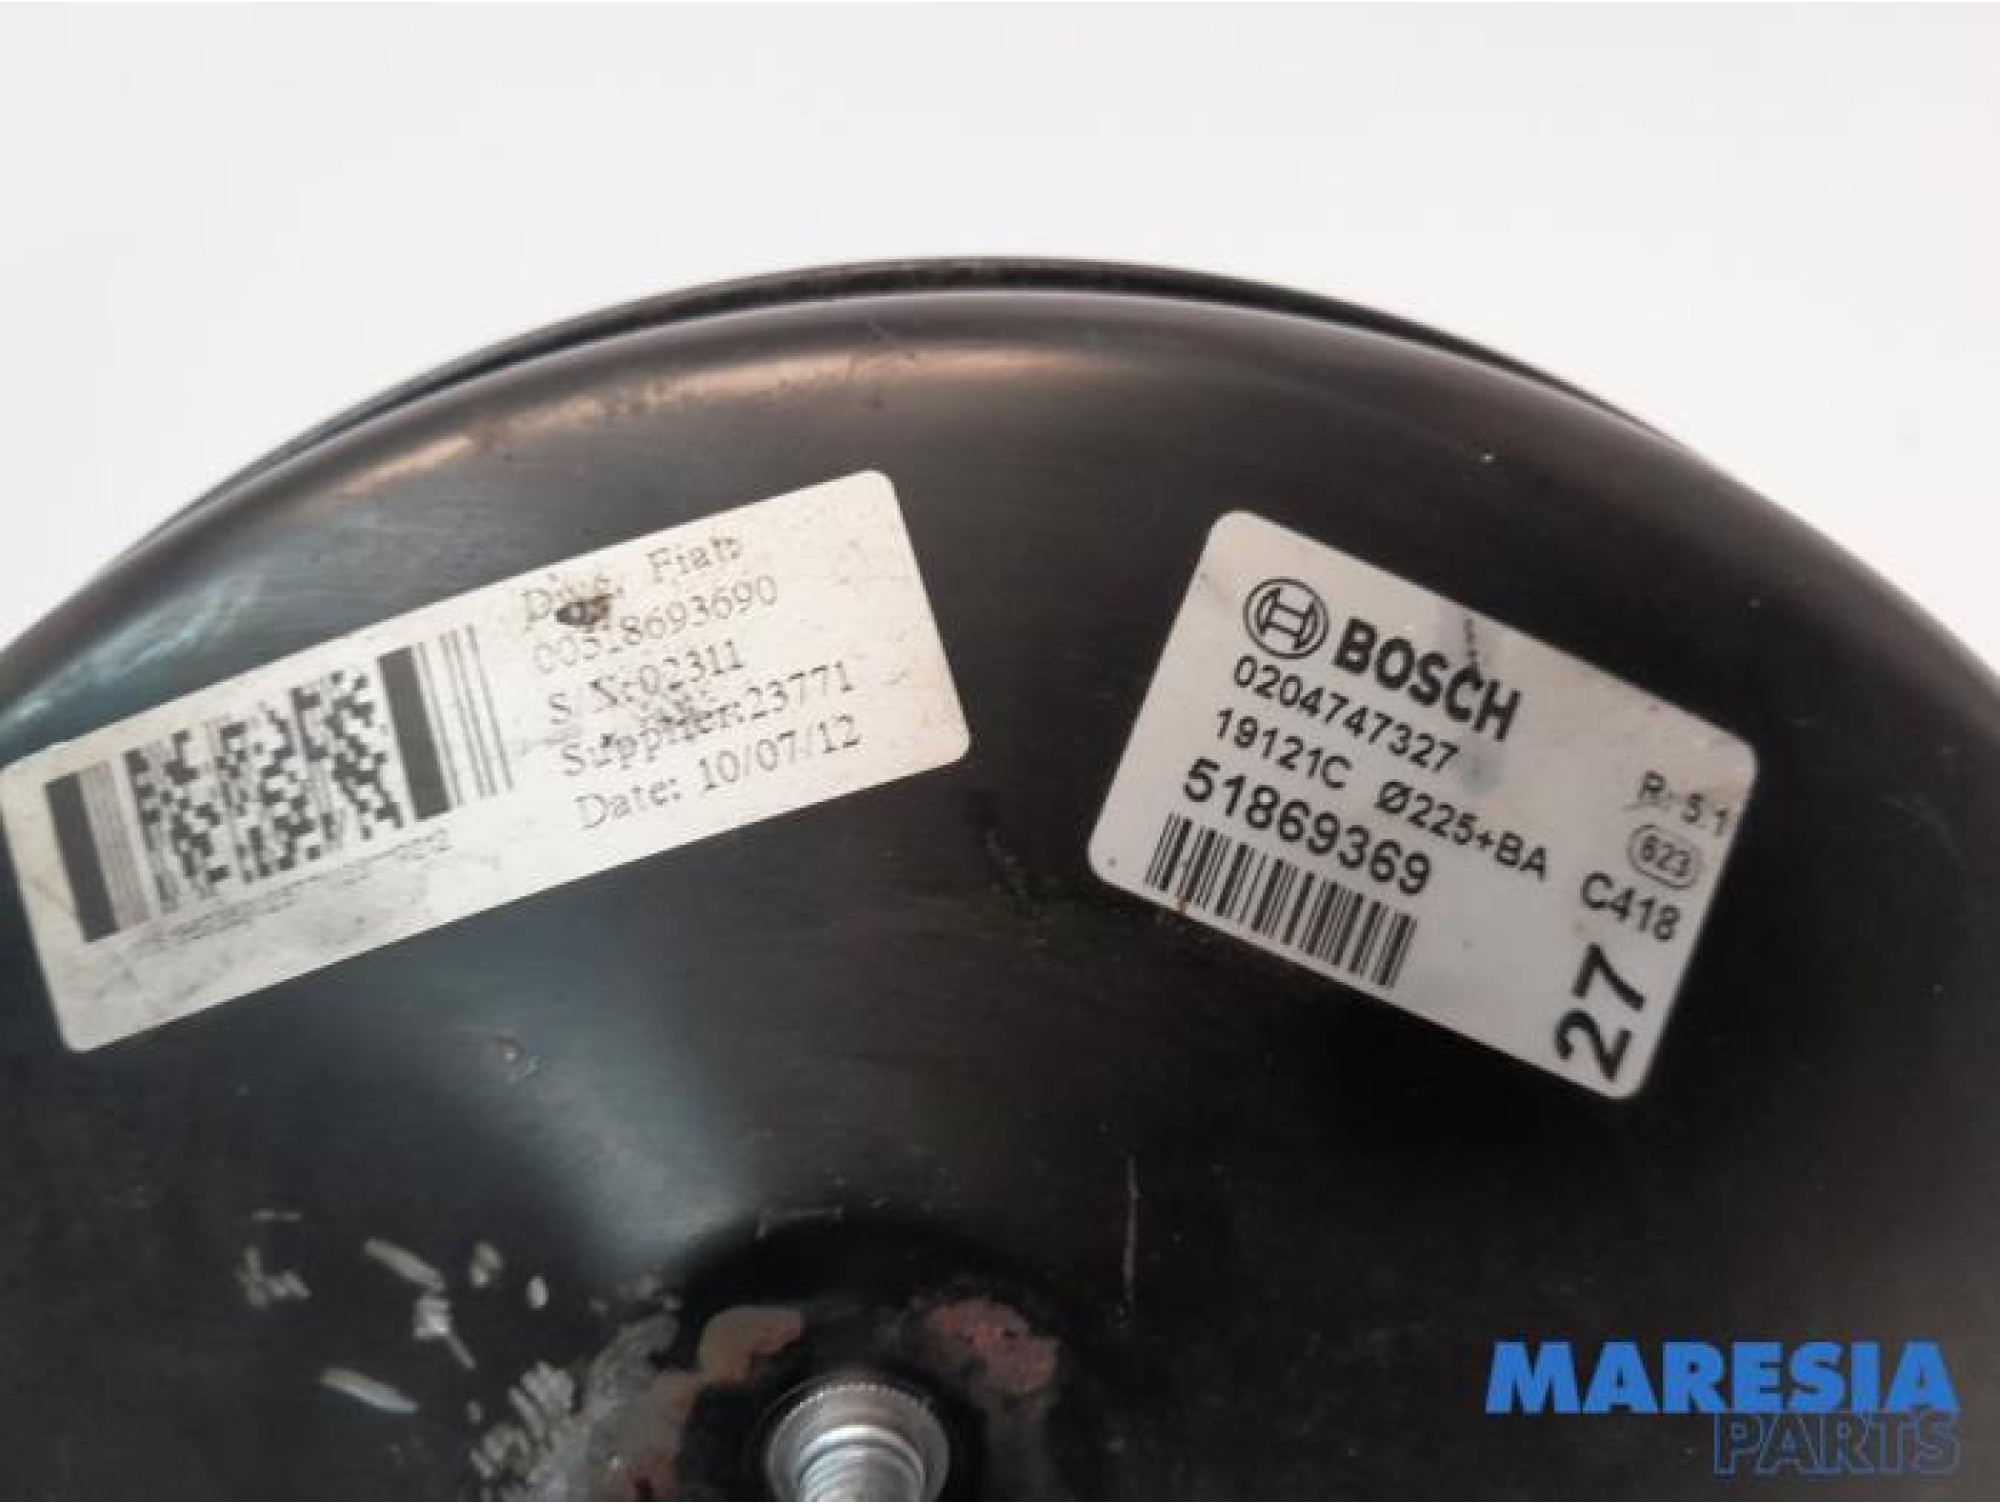 Fiat
00518693690
S/N:02311
Supplier:23771
Date: 10/07/12
BOSCH
0204747327
19121C Ø225+BA
51869369
R: 5.1
623
C418
27
MARESIA
PARTS